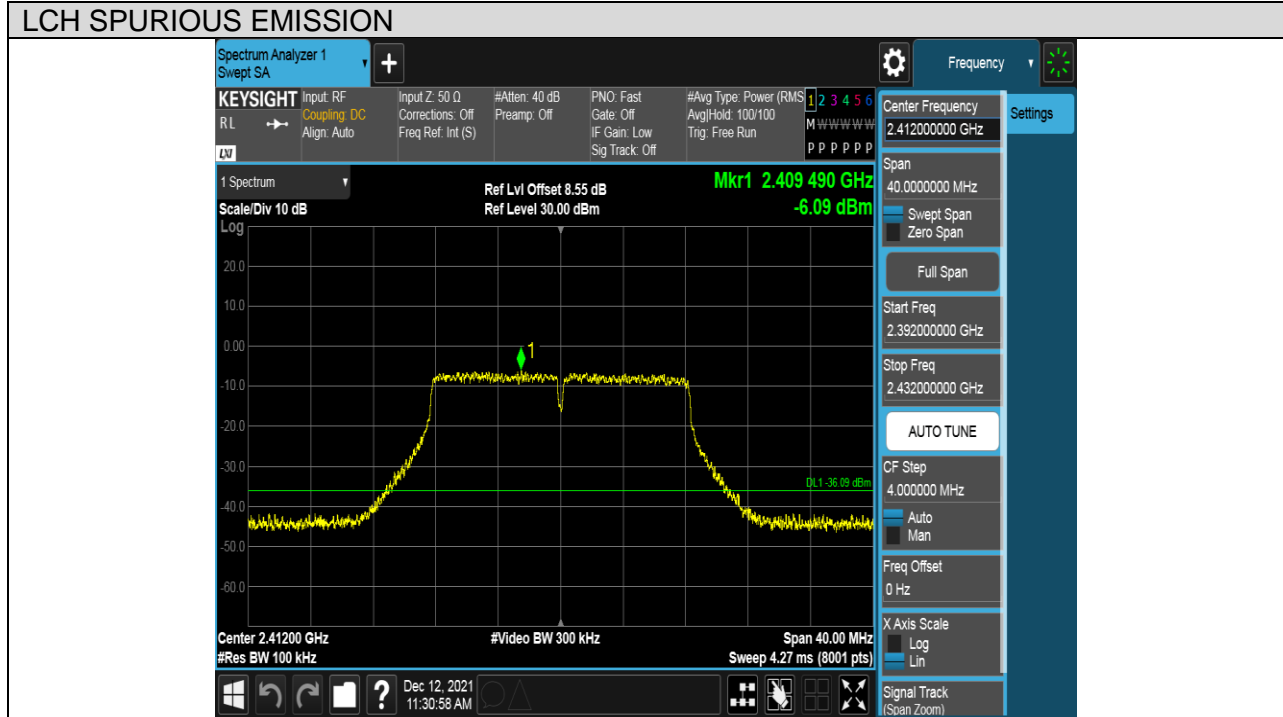 LCH SPURIOUS EMISSION
Spectrum Analyzer 1
Swept SA
+
Frequency
KEYSIGHT
RL
LXI
Input: RF
Coupling: DC
Align: Auto
Input Z: 50 Ω
Corrections: Off
Freq Ref: Int (S)
#Atten: 40 dB
Preamp: Off
PNO: Fast
Gate: Off
IF Gain: Low
Sig Track: Off
#Avg Type: Power (RMS
Avg|Hold: 100/100
Trig: Free Run
1 2 3 4 5 6
M W W W W W
P P P P P P
1 Spectrum
Scale/Div 10 dB
Ref Lvl Offset 8.55 dB
Ref Level 30.00 dBm
Mkr1 2.409 490 GHz
-6.09 dBm
Log
20.0
10.0
0.00
-10.0
-20.0
-30.0
-40.0
-50.0
-60.0
1
DL1 -36.09 dBm
Center 2.41200 GHz
#Res BW 100 kHz
#Video BW 300 kHz
Span 40.00 MHz
Sweep 4.27 ms (8001 pts)
?
Dec 12, 2021
11:30:58 AM
Center Frequency
2.412000000 GHz
Settings
Span
40.0000000 MHz
Swept Span
Zero Span
Full Span
Start Freq
2.392000000 GHz
Stop Freq
2.432000000 GHz
AUTO TUNE
CF Step
4.000000 MHz
Auto
Man
Freq Offset
0 Hz
X Axis Scale
Log
Lin
Signal Track
(Span Zoom)